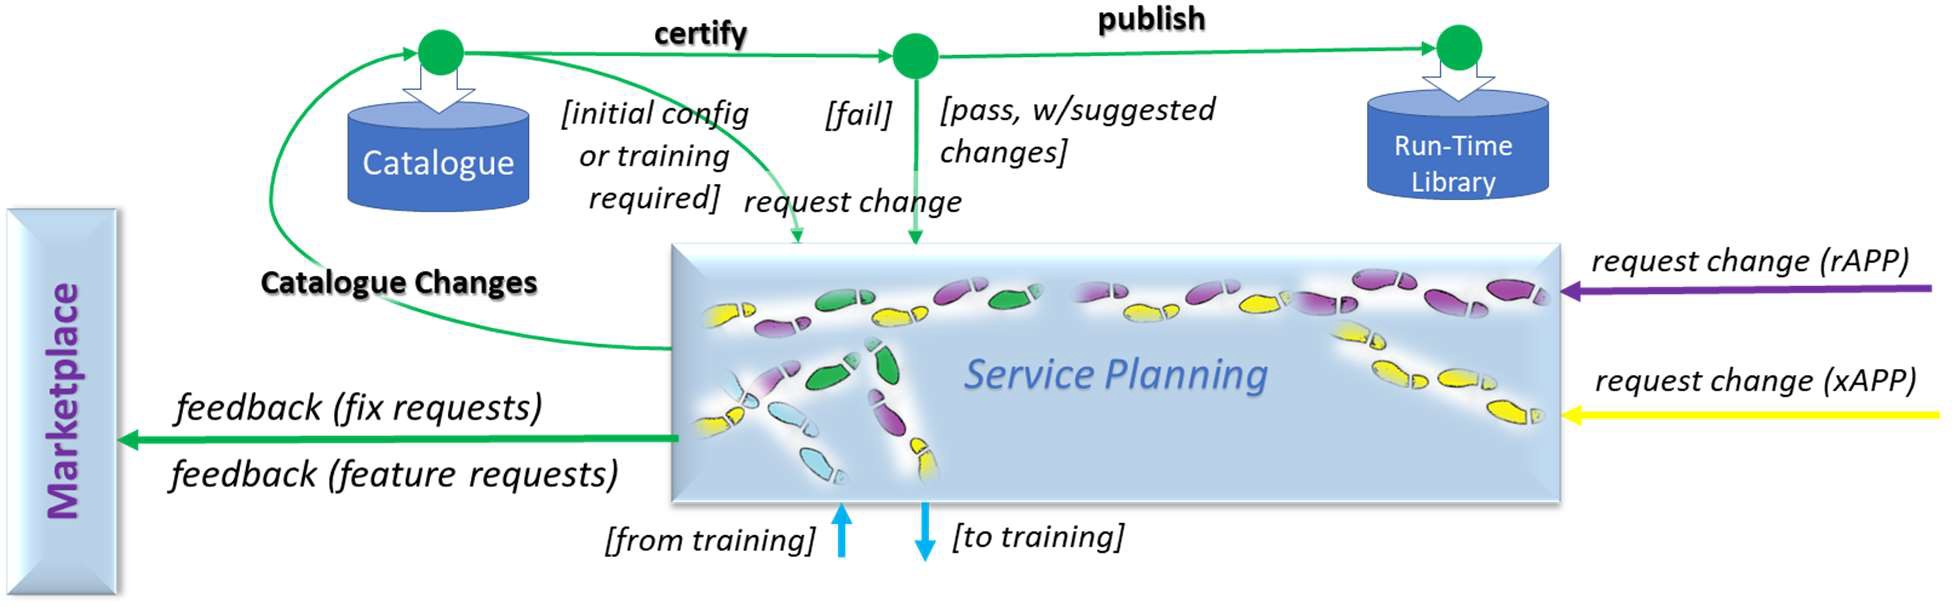 publish
certify
[initial config
or training
required]
[fail]
[pass, w/suggested
changes]
Catalogue
Run-Time
Library
request change
Catalogue Changes
request change (rAPP)
Service Planning
request change (xAPP)
Marketplace
feedback (fix requests)
feedback (feature requests)
[from training]
[to training]